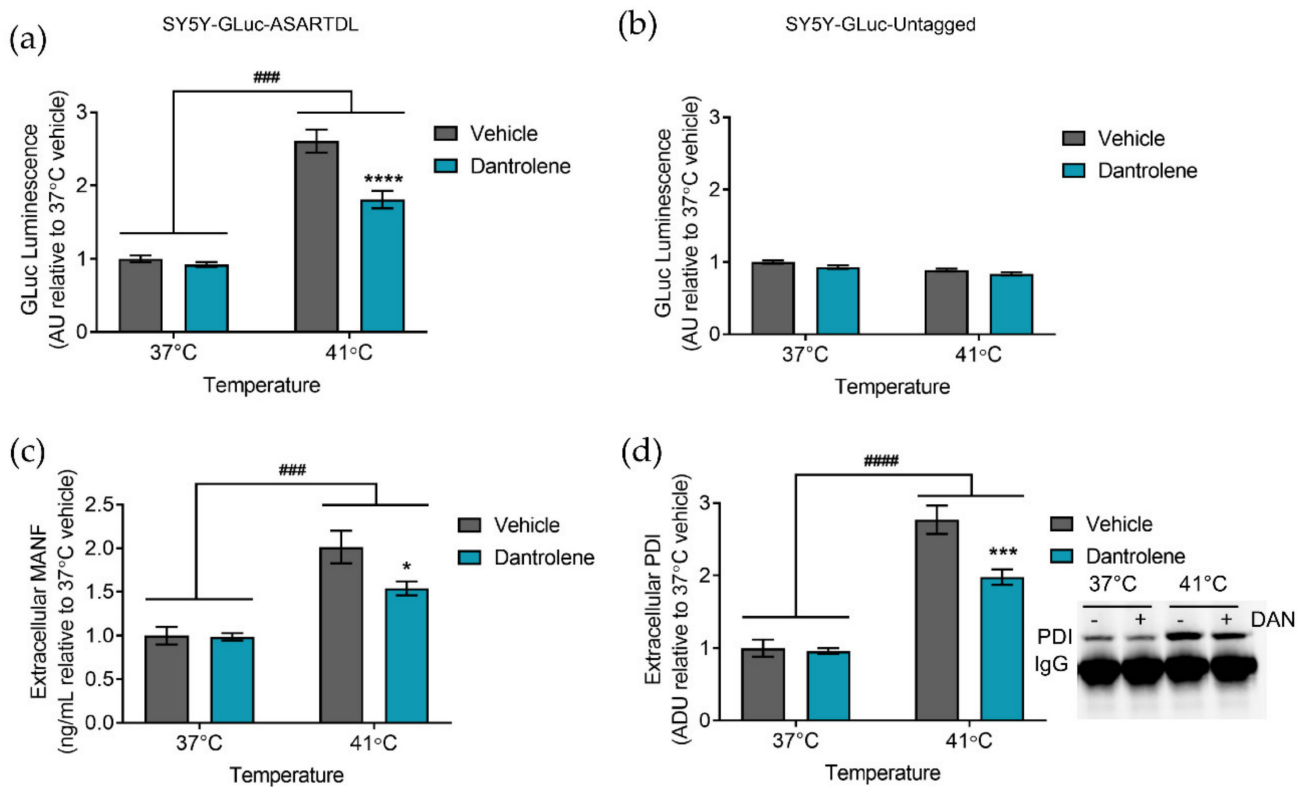 (a)
SY5Y-GLuc-ASARTDL
###
GLuc Luminescence
(AU relative to 37°C vehicle)
3
2
1
0
****
Vehicle
Dantrolene
37°C
41°C
Temperature
(b)
SY5Y-GLuc-Untagged
GLuc Luminescence
(AU relative to 37°C vehicle)
3
2
1
0
Vehicle
Dantrolene
37°C
41°C
Temperature
(c)
###
Extracellular MANF
(ng/mL relative to 37°C vehicle)
2.5
2.0
1.5
1.0
0.5
0.0
*
Vehicle
Dantrolene
37°C
41°C
Temperature
(d)
####
Extracellular PDI
(ADU relative to 37°C vehicle)
3
2
1
0
***
Vehicle
Dantrolene
37°C
41°C
Temperature
37°C 41°C
- + - + DAN
PDI
IgG